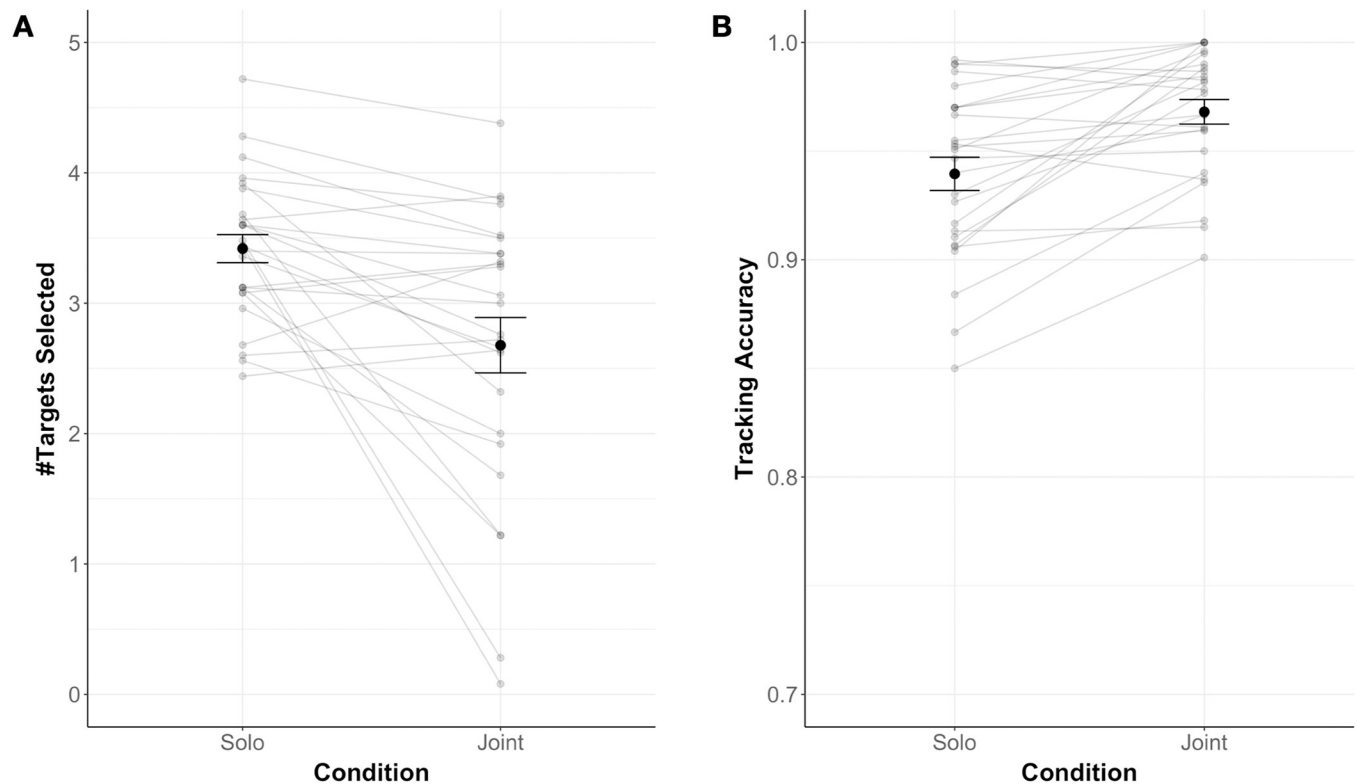 A
#Targets Selected
5
4
3
2
1
0
Solo
Joint
Condition
B
Tracking Accuracy
1.0
0.9
0.8
0.7
Solo
Joint
Condition